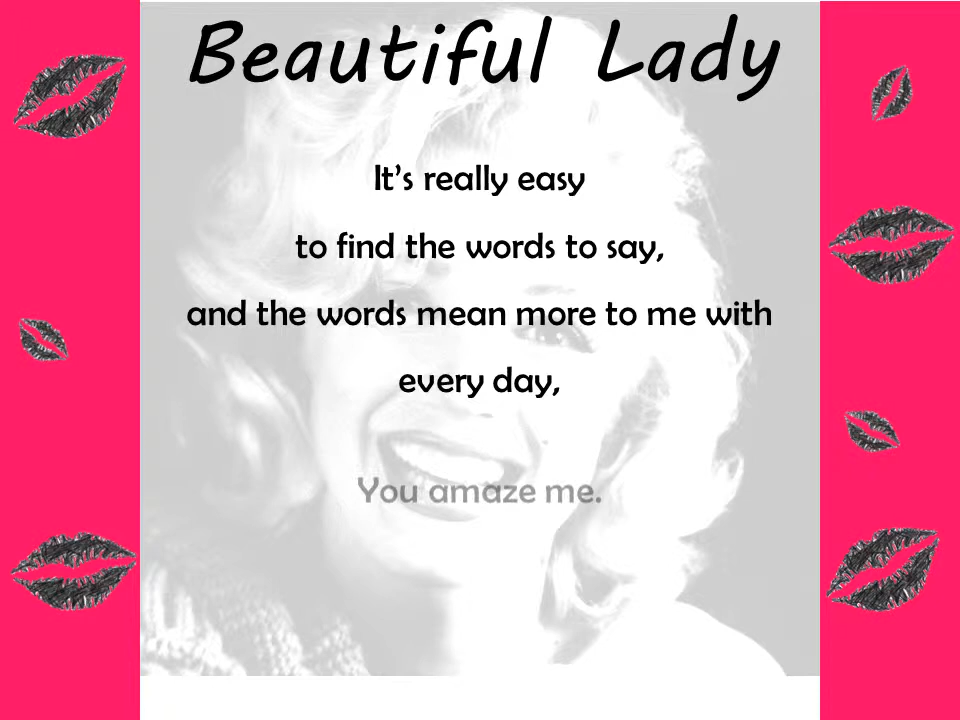 Beautiful Lady
It’s really easy
to find the words to say,
and the words mean more to me with
every day,
You amaze me.